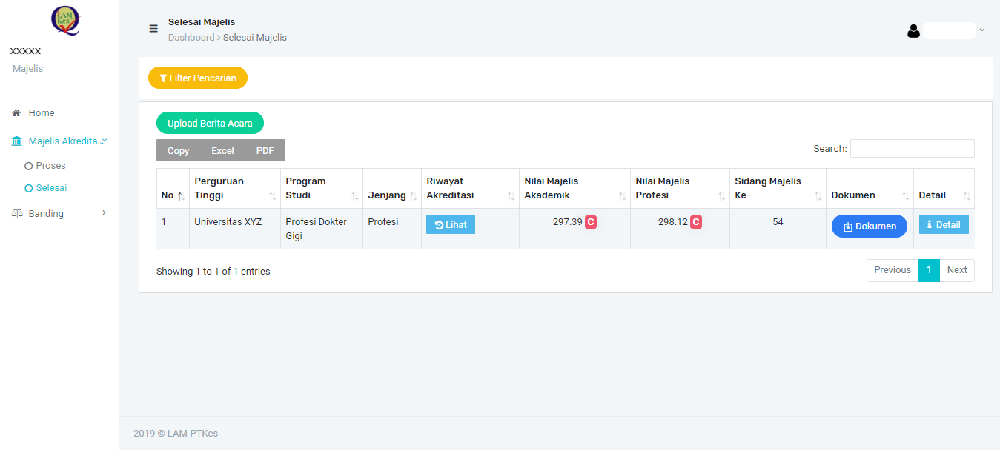 LAM
Kes
XXXXX
Majelis
Home
Majelis Akredita...
Proses
Selesai
Banding
Selesai Majelis
Dashboard > Selesai Majelis
Filter Pencarian
Upload Berita Acara
Copy Excel PDF
Search:
No Perguruan Tinggi Program Studi Jenjang Riwayat Akreditasi Nilai Majelis Akademik Nilai Majelis Profesi Sidang Majelis Ke- Dokumen Detail
1 Universitas XYZ Profesi Dokter Gigi Profesi Lihat 297.39 C 298.12 C 54 Dokumen Detail
Showing 1 to 1 of 1 entries
Previous 1 Next
2019 © LAM-PTKes